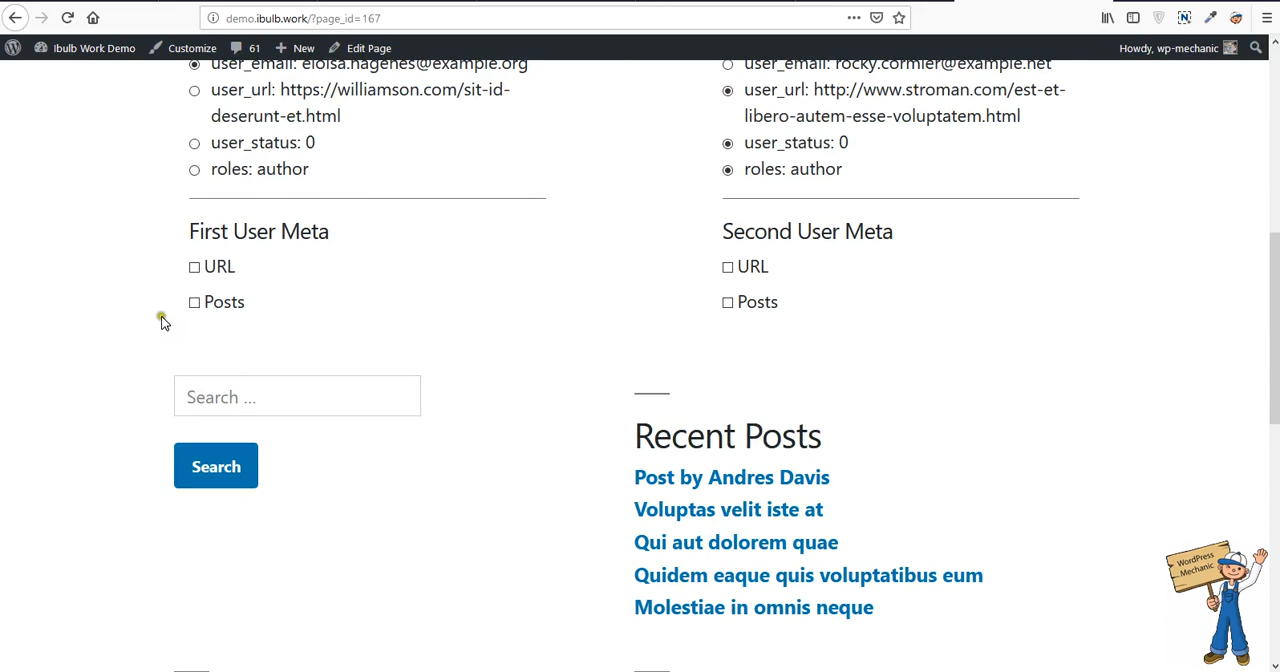 demo.ibulb.work/?page_id=167
Ibulb Work Demo
Customize
61
New
Edit Page
Howdy, wp-mechanic
user_email: eloisa.hagenes@example.org
user_url: https://williamson.com/sit-id-
deserunt-et.html
user_status: 0
roles: author
First User Meta
URL
Posts
user_email: rocky.cormier@example.net
user_url: http://www.stroman.com/est-et-
libero-autem-esse-voluptatem.html
user_status: 0
roles: author
Second User Meta
URL
Posts
Search ...
Search
Recent Posts
Post by Andres Davis
Voluptas velit iste at
Qui aut dolorem quae
Quidem eaque quis voluptatibus eum
Molestiae in omnis neque
WordPress
Mechanic